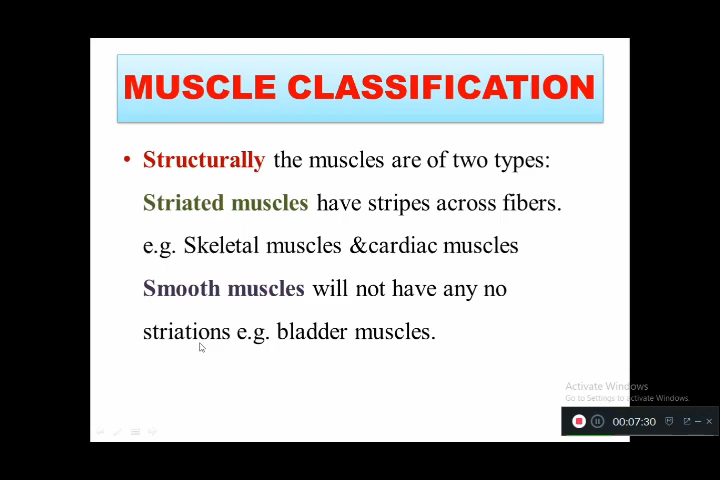 MUSCLE CLASSIFICATION
• Structurally the muscles are of two types:
Striated muscles have stripes across fibers.
e.g. Skeletal muscles &cardiac muscles
Smooth muscles will not have any no
striations e.g. bladder muscles.
Activate Windows
Go to Settings to activate Windows.
00:07:30